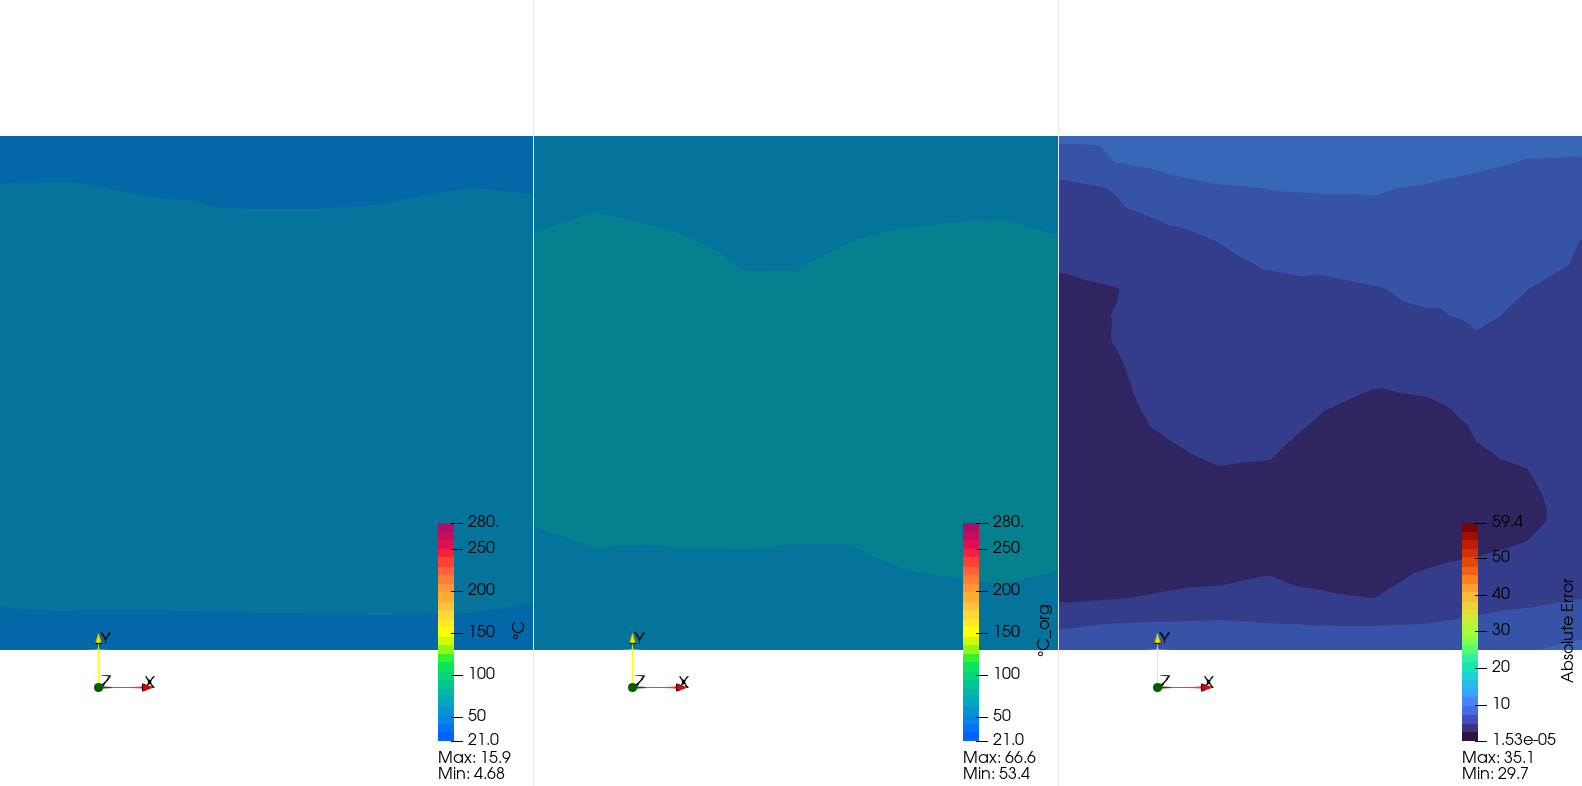 280.
250
200
150
100
50
21.0
°C
Max: 15.9
Min: 4.68
Y
Z
X
280.
250
200
150
100
50
21.0
°C_org
Max: 66.6
Min: 53.4
Y
Z
X
59.4
50
40
30
20
10
1.53e-05
Absolute Error
Max: 35.1
Min: 29.7
Y
Z
X